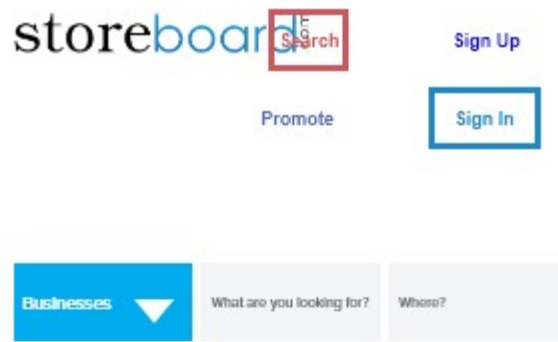 storeboard
Search
Sign Up
Promote
Sign In
Businesses
What are you looking for?
Where?